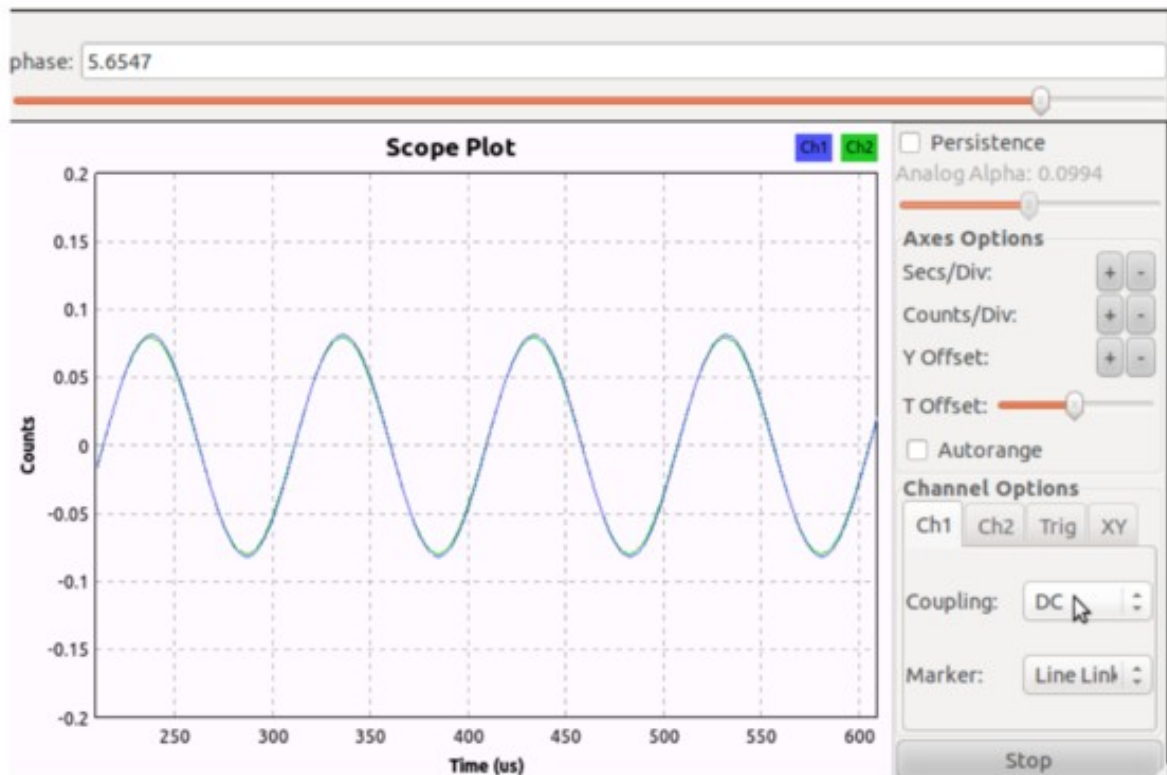 phase: 5.6547
Scope Plot
Ch1 Ch2
0.2
0.15
0.1
0.05
0
-0.05
-0.1
-0.15
-0.2
Counts
250 300 350 400 450 500 550 600
Time (us)
Persistence
Analog Alpha: 0.0994
Axes Options
Secs/Div: + -
Counts/Div: + -
Y Offset: + -
T Offset:
Autorange
Channel Options
Ch1 Ch2 Trig XY
Coupling: DC
Marker: Line Link
Stop